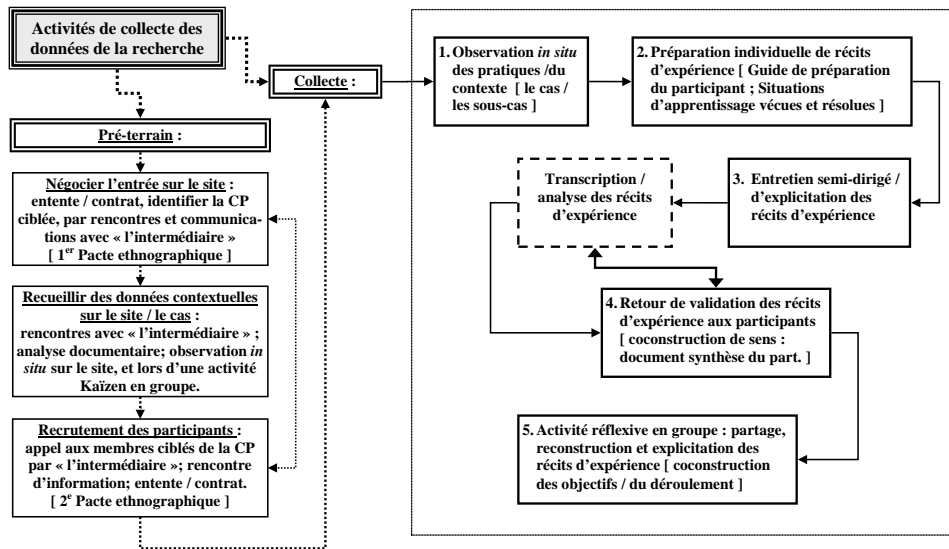 Activités de collecte des
données de la recherche
Pré-terrain :
Négocier l'entrée sur le site :
entente / contrat, identifier la CP
ciblée, par rencontres et communica-
tions avec « l'intermédiaire »
[ 1er Pacte ethnographique ]
Recueillir des données contextuelles
sur le site / le cas :
rencontres avec « l'intermédiaire » ;
analyse documentaire; observation in
situ sur le site, et lors d'une activité
Kaïzen en groupe.
Recrutement des participants :
appel aux membres ciblés de la CP
par « l'intermédiaire »; rencontre
d'information; entente / contrat.
[ 2e Pacte ethnographique ]
Collecte :
1. Observation in situ
des pratiques /du
contexte [ le cas /
les sous-cas ]
2. Préparation individuelle de récits
d'expérience [ Guide de préparation
du participant ; Situations
d'apprentissage vécues et résolues ]
3. Entretien semi-dirigé /
d'explicitation des
récits d'expérience
Transcription /
analyse des récits
d'expérience
4. Retour de validation des récits
d'expérience aux participants
[ coconstruction de sens :
document synthèse du part. ]
5. Activité réflexive en groupe : partage,
reconstruction et explicitation des
récits d'expérience [ coconstruction
des objectifs / du déroulement ]